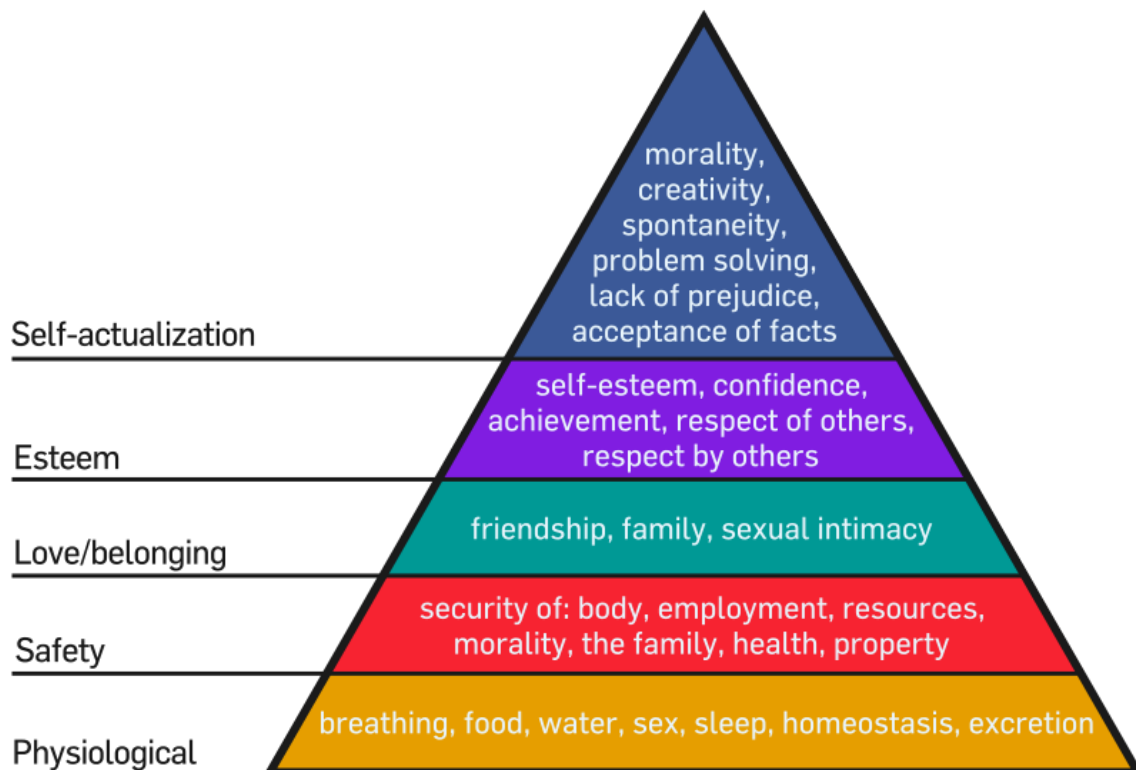 morality,
creativity,
spontaneity,
problem solving,
lack of prejudice,
acceptance of facts
Self-actualization
self-esteem, confidence,
achievement, respect of others,
respect by others
Esteem
friendship, family, sexual intimacy
Love/belonging
security of: body, employment, resources,
morality, the family, health, property
Safety
breathing, food, water, sex, sleep, homeostasis, excretion
Physiological